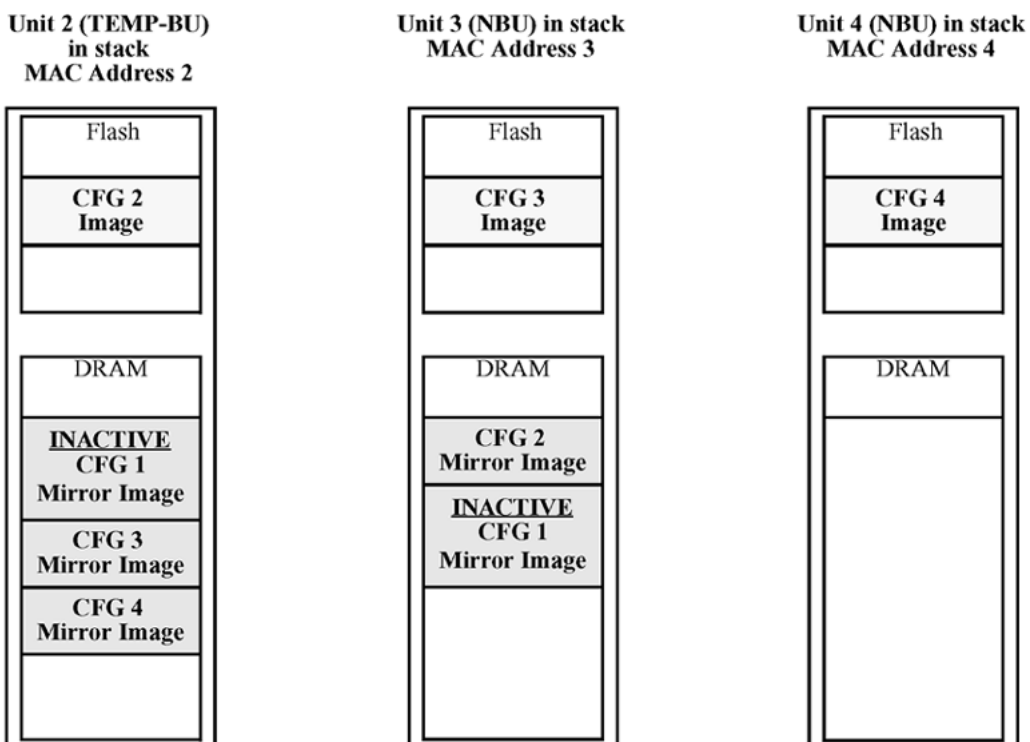 Unit 2 (TEMP-BU)
in stack
MAC Address 2
Flash
CFG 2
Image
DRAM
INACTIVE
CFG 1
Mirror Image
CFG 3
Mirror Image
CFG 4
Mirror Image
Unit 3 (NBU) in stack
MAC Address 3
Flash
CFG 3
Image
DRAM
CFG 2
Mirror Image
INACTIVE
CFG 1
Mirror Image
Unit 4 (NBU) in stack
MAC Address 4
Flash
CFG 4
Image
DRAM